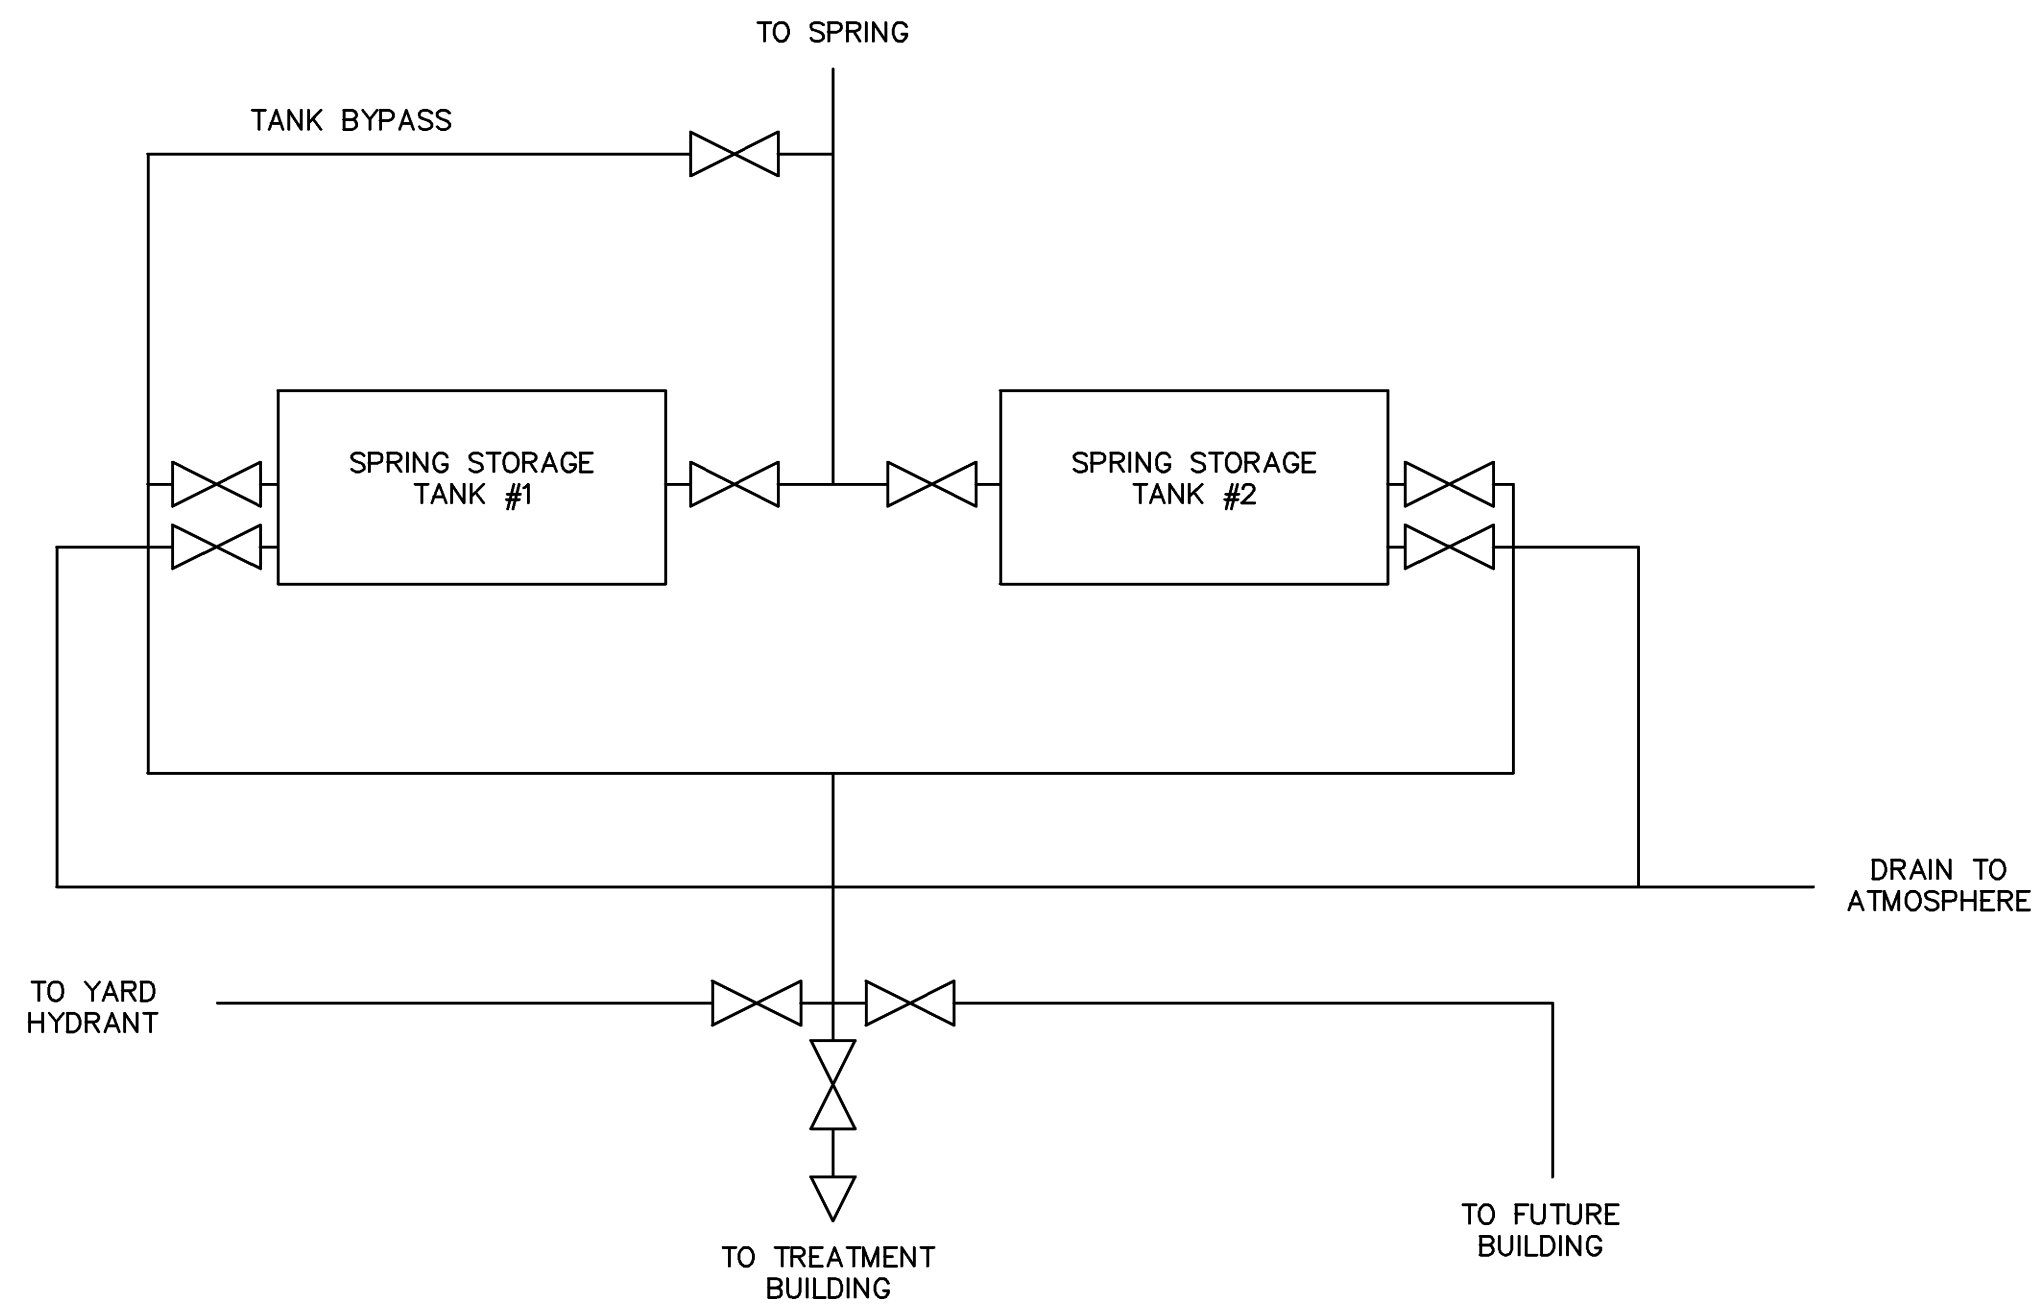 TO SPRING
TANK BYPASS
SPRING STORAGE
TANK #1
SPRING STORAGE
TANK #2
DRAIN TO
ATMOSPHERE
TO YARD
HYDRANT
TO FUTURE
BUILDING
TO TREATMENT
BUILDING